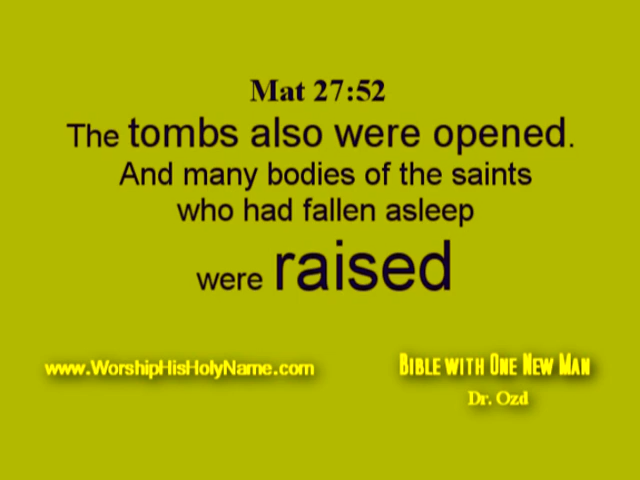 Mat 27:52
The tombs also were opened.
And many bodies of the saints
who had fallen asleep
were raised
www.WorshipHisHolyName.com
Bible with One New Man
Dr. Ozd